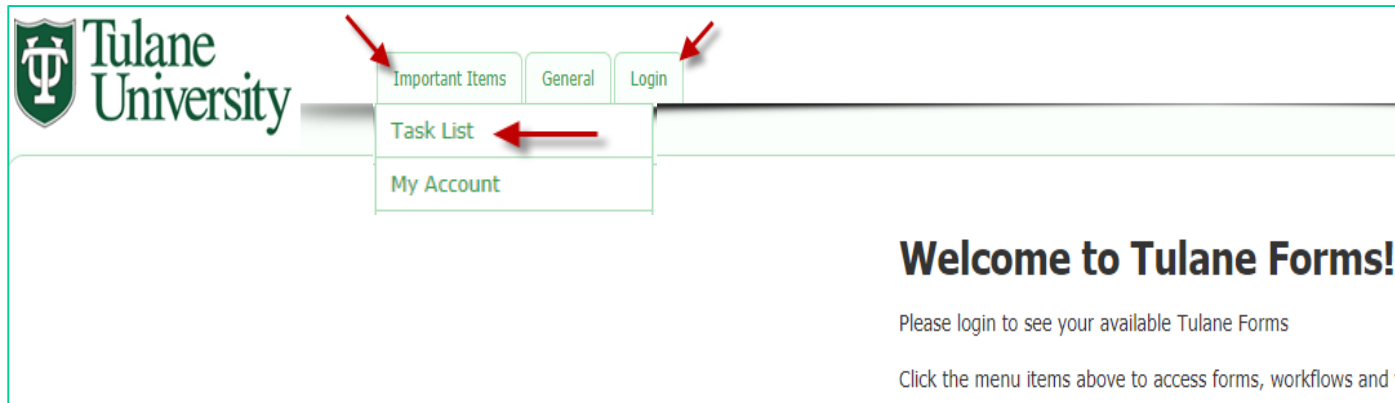 Tulane
University
Important Items General Login
Task List
My Account
Welcome to Tulane Forms!
Please login to see your available Tulane Forms
Click the menu items above to access forms, workflows and